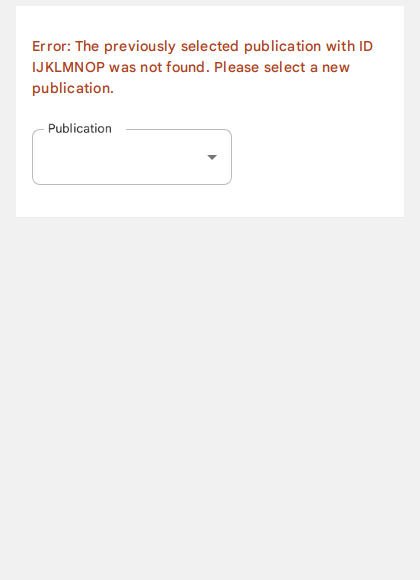 Error: The previously selected publication with ID
IJKLMNOP was not found. Please select a new
publication.
Publication